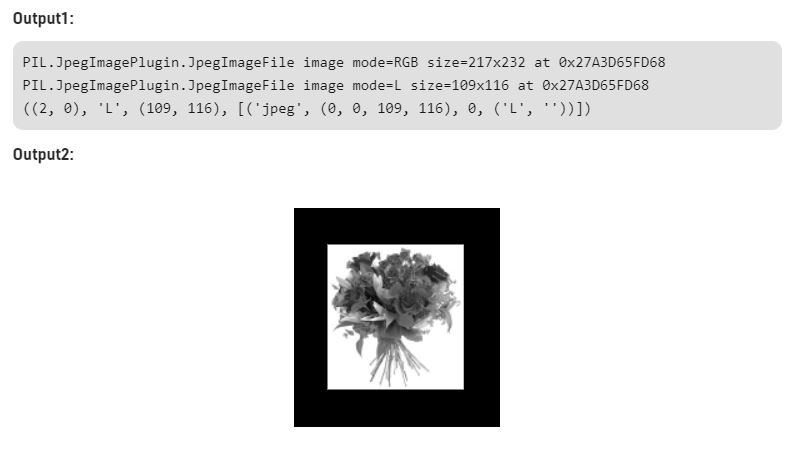 Output1:
PIL.JpegImagePlugin.JpegImageFile image mode=RGB size=217x232 at 0x27A3D65FD68
PIL.JpegImagePlugin.JpegImageFile image mode=L size=109x116 at 0x27A3D65FD68
((2, 0), 'L', (109, 116), [('jpeg', (0, 0, 109, 116), 0, ('L', ''))])
Output2: